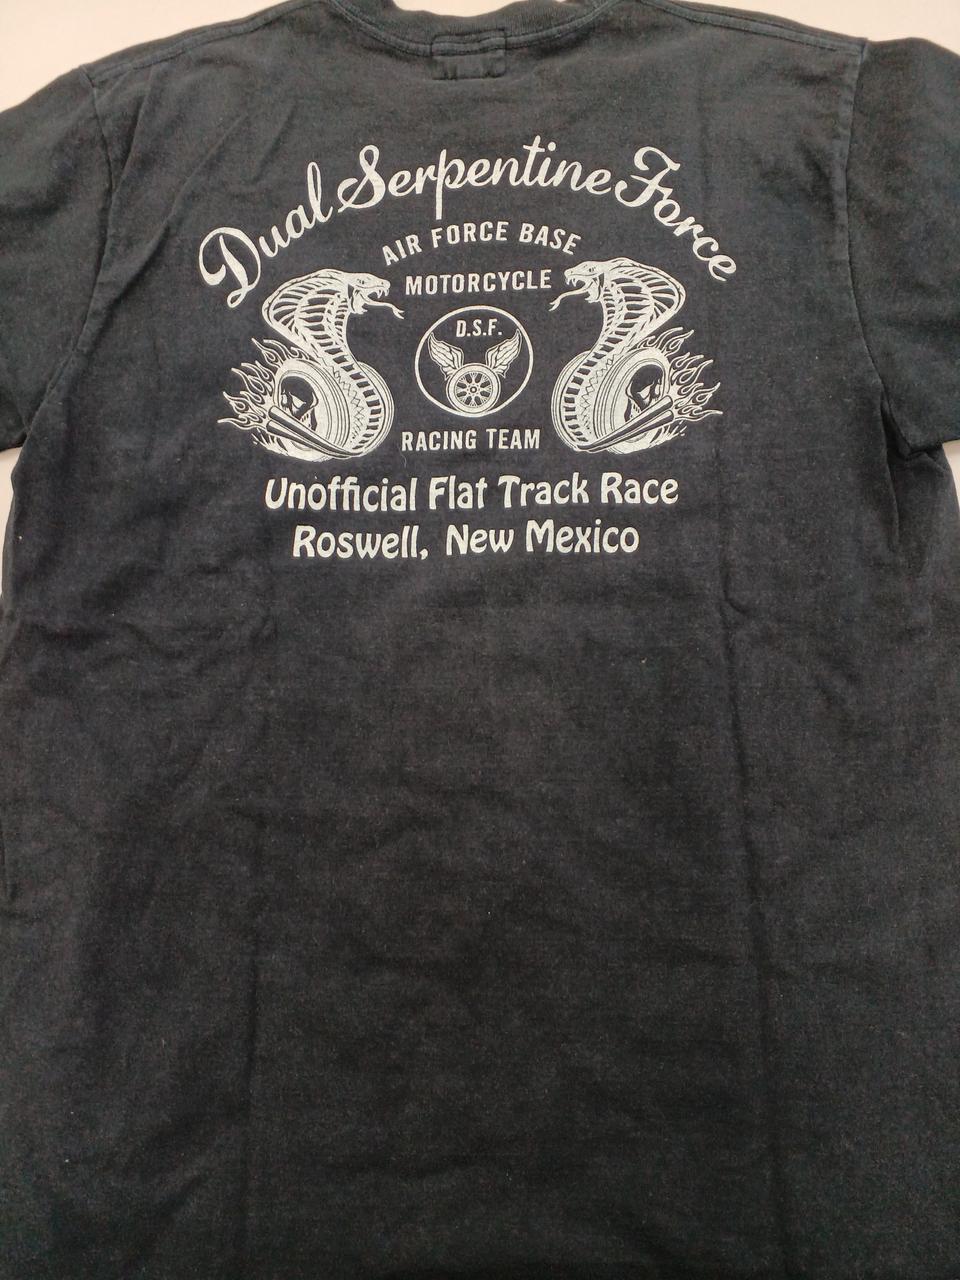 Dual Serpentine Force
AIR FORCE BASE
MOTORCYCLE
D.S.F.
RACING TEAM
Unofficial Flat Track Race
Roswell, New Mexico